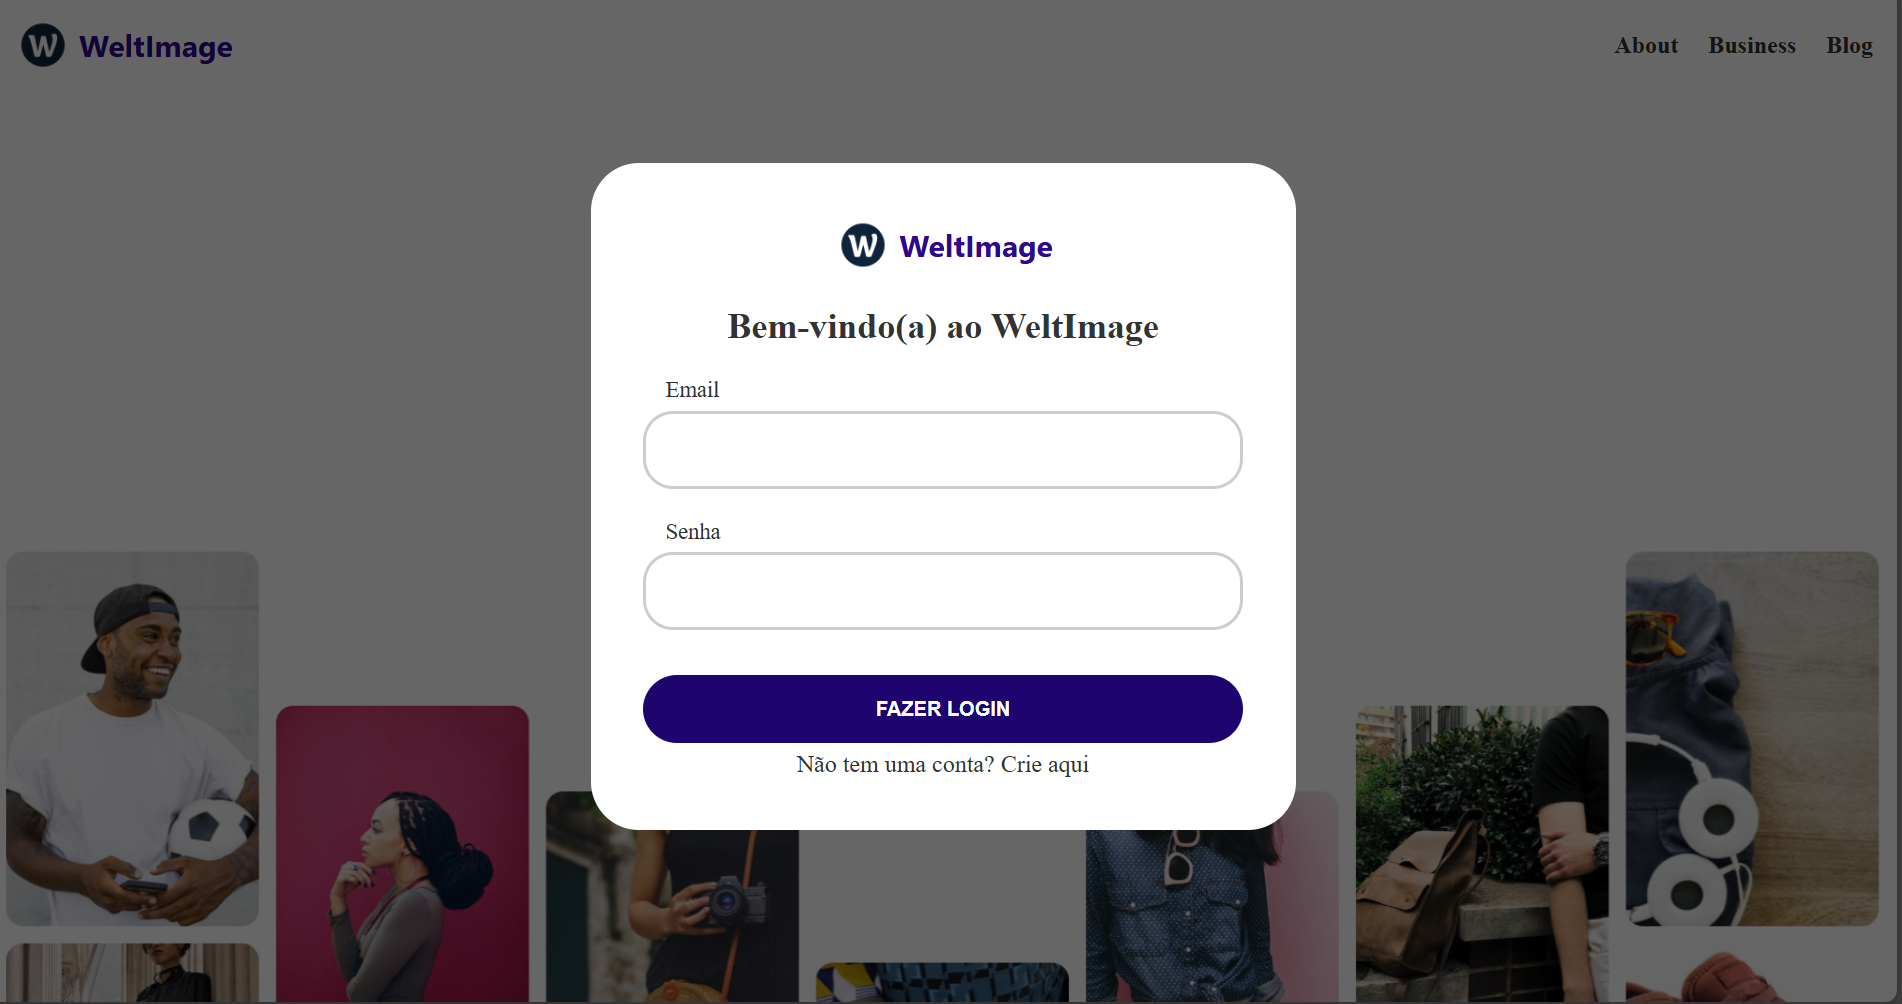 W WeltImage
About Business Blog
W WeltImage
Bem-vindo(a) ao WeltImage
Email
Senha
FAZER LOGIN
Não tem uma conta? Crie aqui